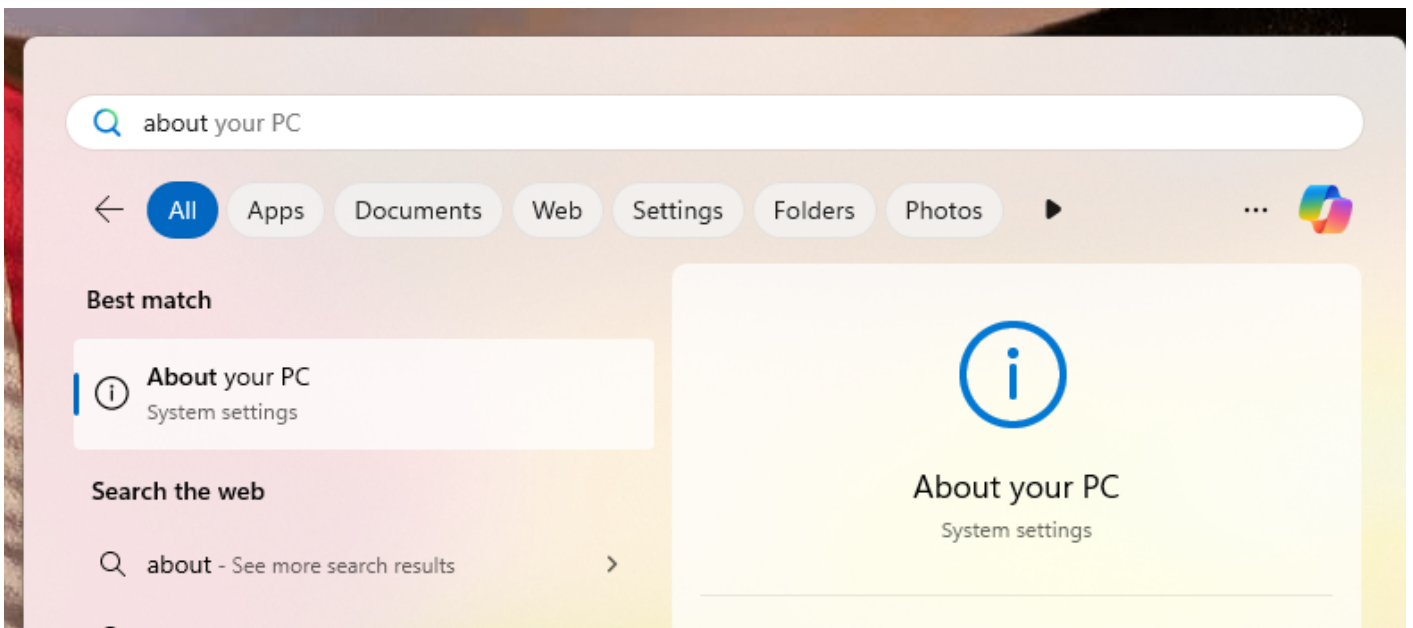 about your PC
All Apps Documents Web Settings Folders Photos
Best match
About your PC
System settings
Search the web
about - See more search results
About your PC
System settings